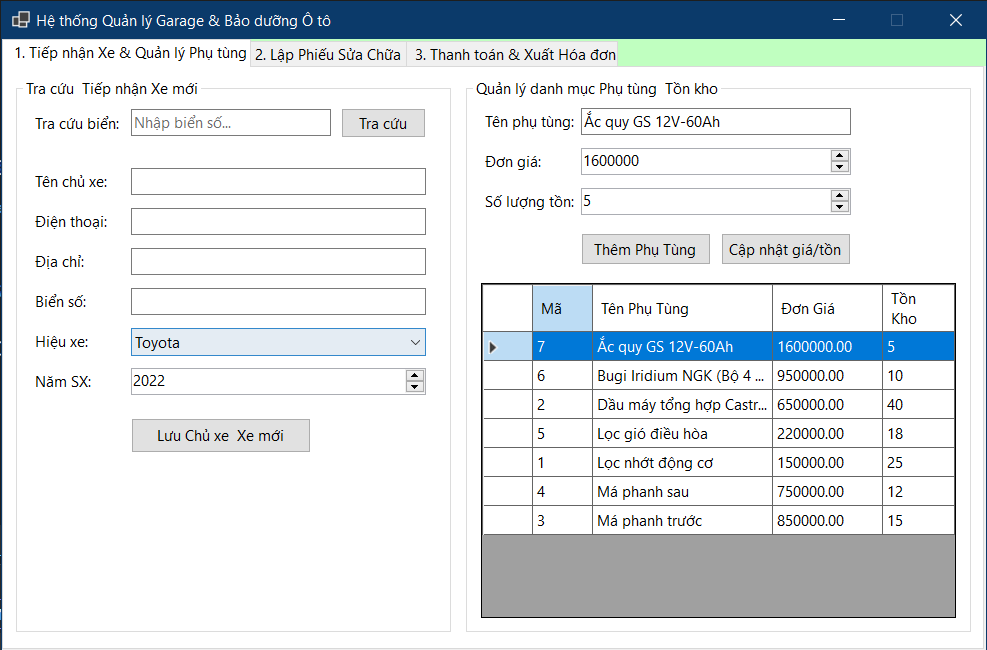 Hệ thống Quản lý Garage & Bảo dưỡng Ô tô
1. Tiếp nhận Xe & Quản lý Phụ tùng 2. Lập Phiếu Sửa Chữa 3. Thanh toán & Xuất Hóa đơn
Tra cứu Tiếp nhận Xe mới
Tra cứu biển: Nhập biển số... Tra cứu
Tên chủ xe:
Điện thoại:
Địa chỉ:
Biển số:
Hiệu xe: Toyota
Năm SX: 2022
Lưu Chủ xe Xe mới
Quản lý danh mục Phụ tùng Tồn kho
Tên phụ tùng: Ắc quy GS 12V-60Ah
Đơn giá: 1600000
Số lượng tồn: 5
Thêm Phụ Tùng Cập nhật giá/tồn
Mã Tên Phụ Tùng Đơn Giá Tồn Kho
7 Ắc quy GS 12V-60Ah 1600000.00 5
6 Bugi Iridium NGK (Bộ 4 ... 950000.00 10
2 Dầu máy tổng hợp Castr... 650000.00 40
5 Lọc gió điều hòa 220000.00 18
1 Lọc nhớt động cơ 150000.00 25
4 Má phanh sau 750000.00 12
3 Má phanh trước 850000.00 15